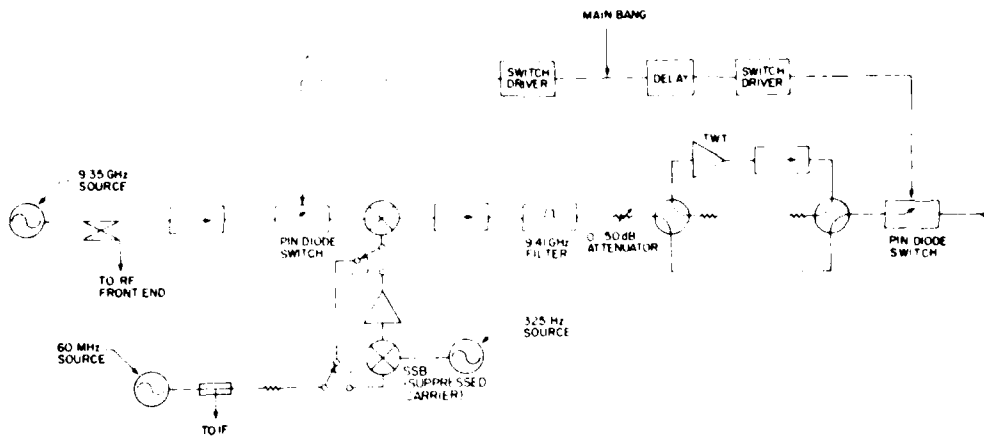 MAIN BANG
SWITCH
DRIVER
DELAY
SWITCH
DRIVER
TWT
9.35 GHz
SOURCE
PIN DIODE
SWITCH
9.41 GHz
FILTER
0 50 dB
ATTENUATOR
PIN DIODE
SWITCH
TO RF
FRONT END
325 Hz
SOURCE
60 MHz
SOURCE
SSB
(SUPPRESSED
CARRIER)
TO IF